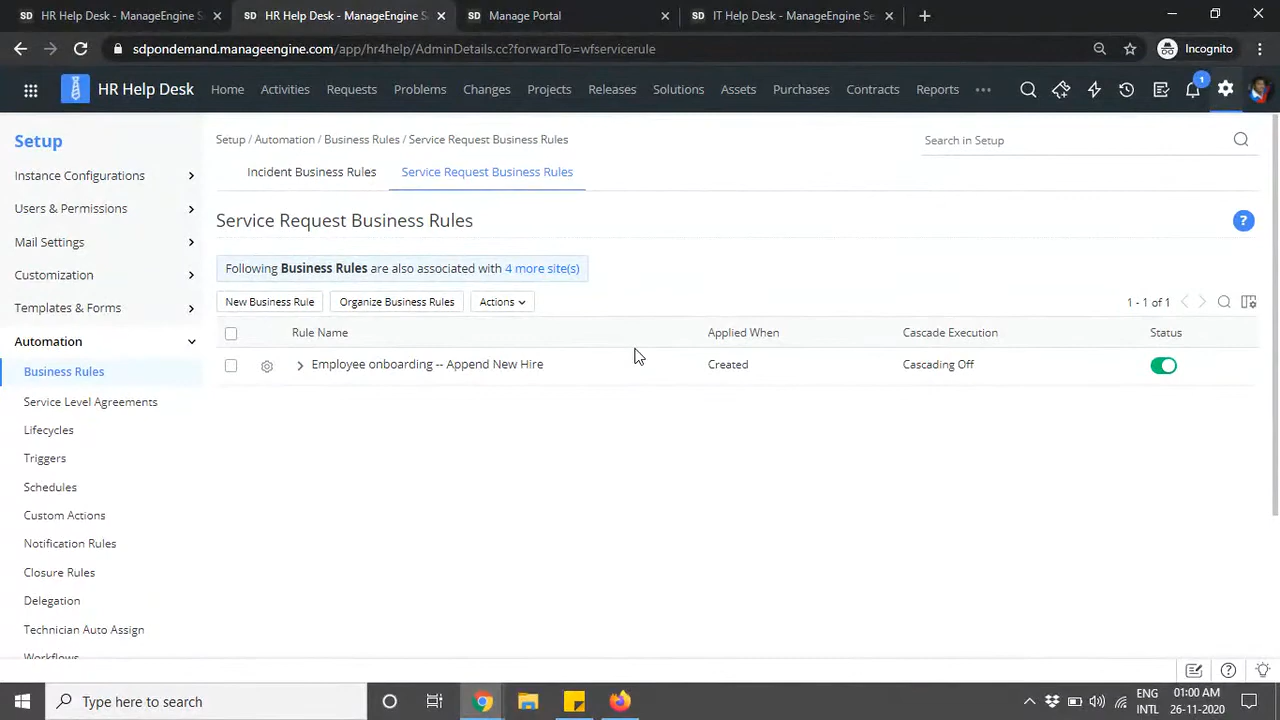 SD HR Help Desk - ManageEngine S
SD HR Help Desk - ManageEngine S
SD Manage Portal
SD IT Help Desk - ManageEngine Se
sdpondemand.manageengine.com/app/hr4help/AdminDetails.cc?forwardTo=wfservicerule
Incognito
HR Help Desk Home Activities Requests Problems Changes Projects Releases Solutions Assets Purchases Contracts Reports
1
Setup
Setup / Automation / Business Rules / Service Request Business Rules
Search in Setup
Instance Configurations
Incident Business Rules Service Request Business Rules
Users & Permissions
Service Request Business Rules
?
Mail Settings
Customization
Following Business Rules are also associated with 4 more site(s)
Templates & Forms
New Business Rule Organize Business Rules Actions
1 - 1 of 1
Automation
Rule Name Applied When Cascade Execution Status
Employee onboarding -- Append New Hire Created Cascading Off
Business Rules
Service Level Agreements
Lifecycles
Triggers
Schedules
Custom Actions
Notification Rules
Closure Rules
Delegation
Technician Auto Assign
Workflows
Type here to search
ENG
INTL
01:00 AM
26-11-2020